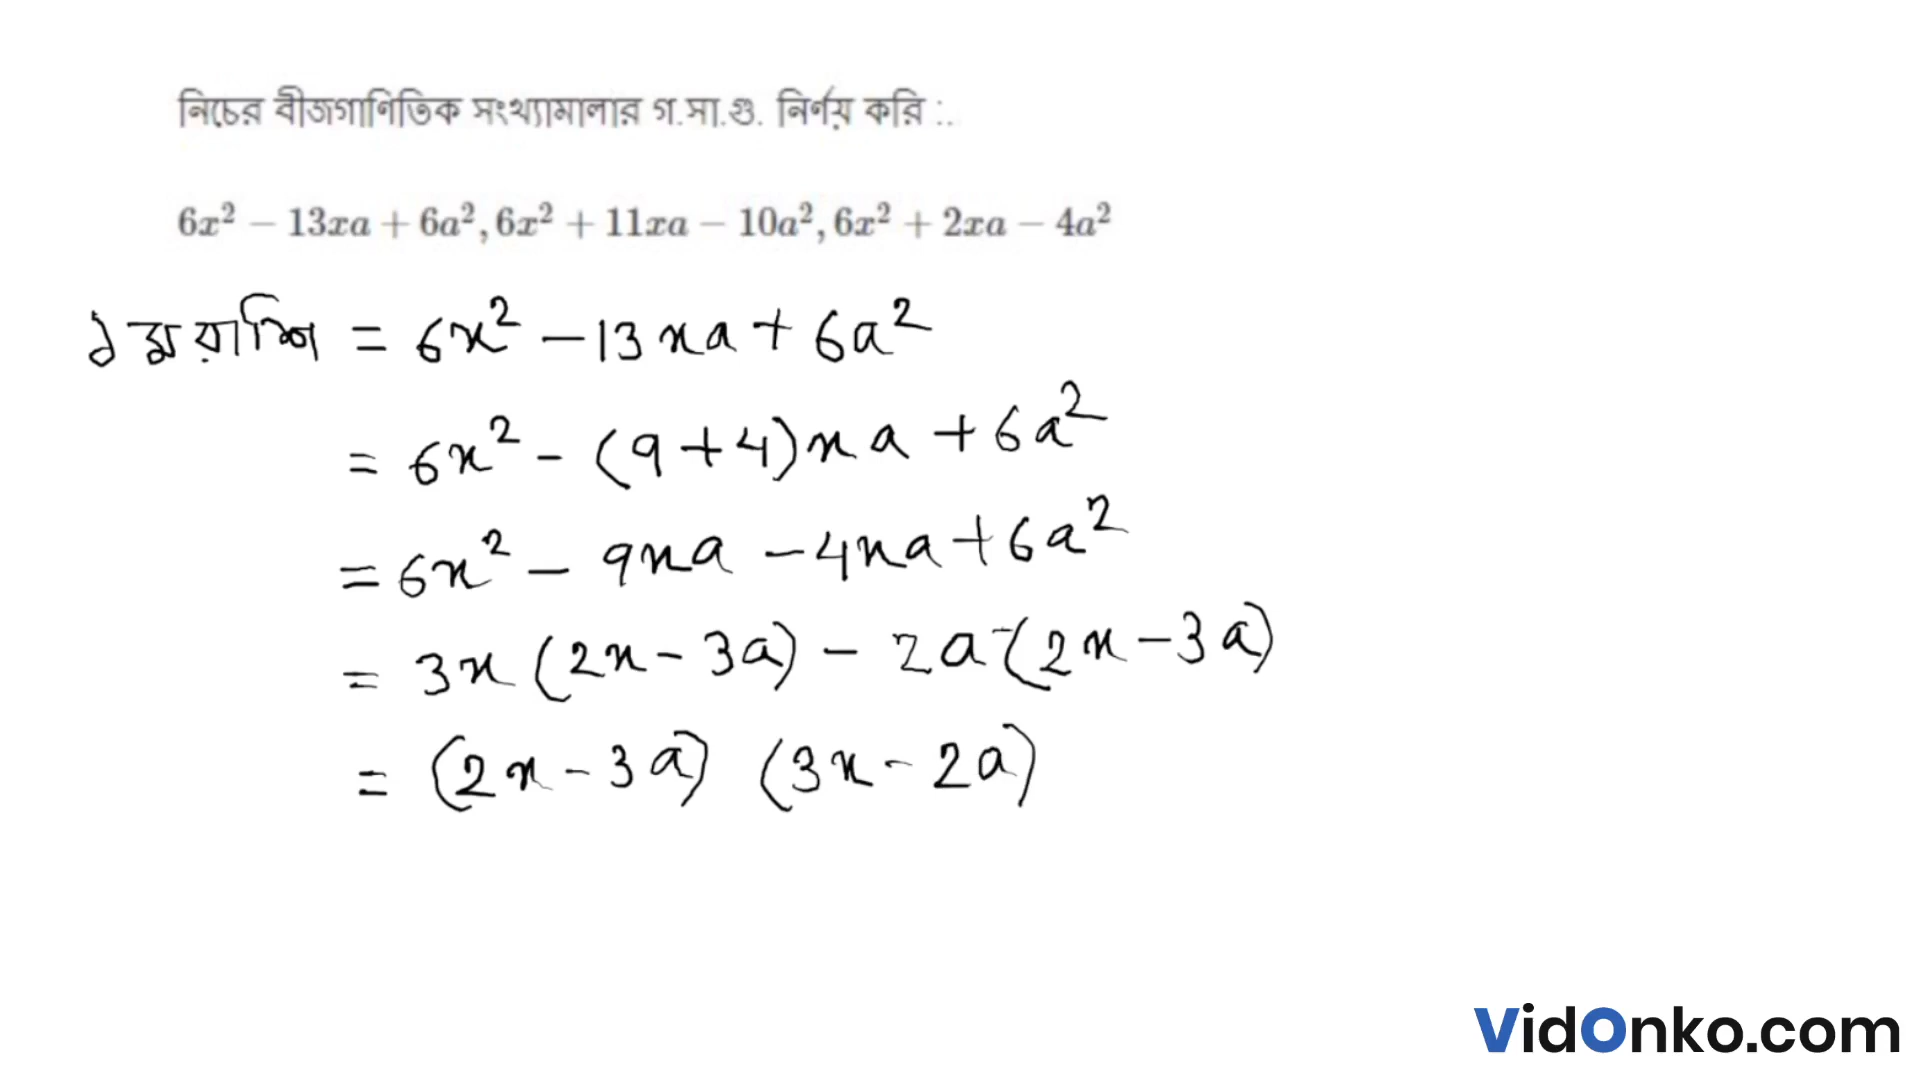 নিচের বীজগাণিতিক সংখ্যামালার গ.সা.গু. নির্ণয় করি :.
6x² − 13xa + 6a², 6x² + 11xa − 10a², 6x² + 2xa − 4a²
১ম রাশি = 6x² − 13xa + 6a²
= 6x² − (9+4)xa + 6a²
= 6x² − 9xa − 4xa + 6a²
= 3x(2x − 3a) − 2a(2x − 3a)
= (2x − 3a) (3x − 2a)
VidOnko.com